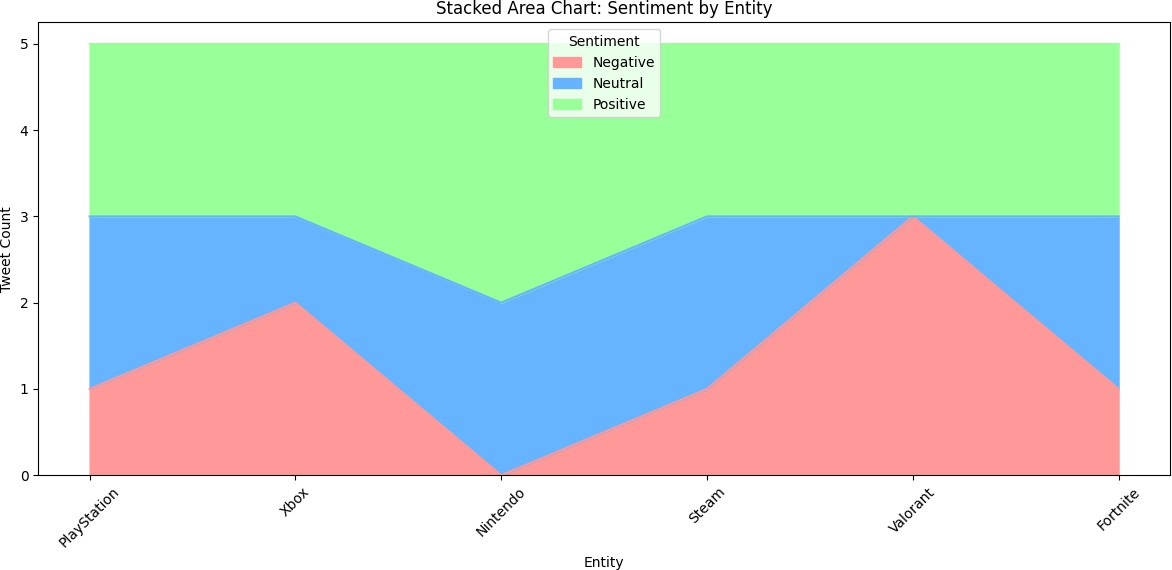 Stacked Area Chart: Sentiment by Entity
Sentiment
Negative
Neutral
Positive
5
4
3
2
1
0
Tweet Count
PlayStation
Xbox
Nintendo
Steam
Valorant
Fortnite
Entity